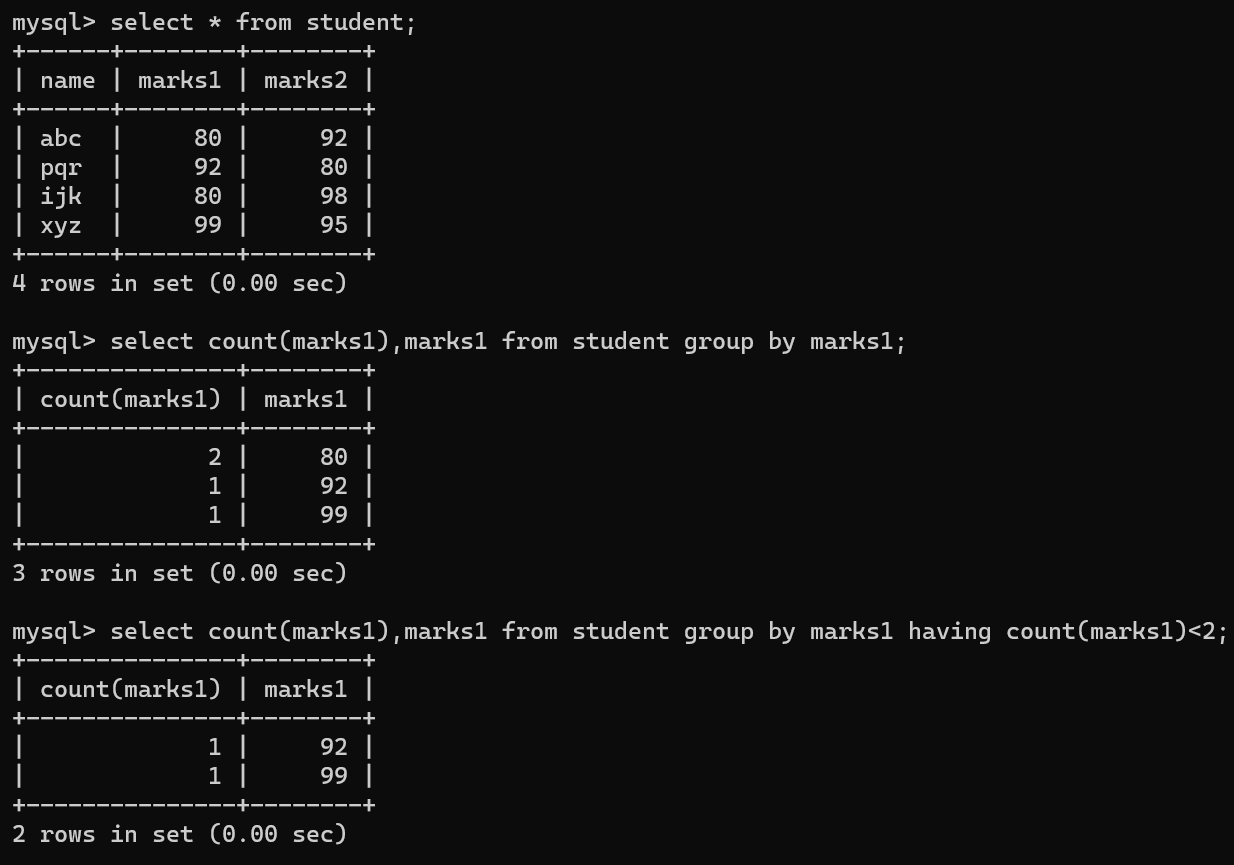 mysql> select * from student;
+------+--------+--------+
| name | marks1 | marks2 |
+------+--------+--------+
| abc  |     80 |     92 |
| pqr  |     92 |     80 |
| ijk  |     80 |     98 |
| xyz  |     99 |     95 |
+------+--------+--------+
4 rows in set (0.00 sec)

mysql> select count(marks1),marks1 from student group by marks1;
+---------------+--------+
| count(marks1) | marks1 |
+---------------+--------+
|             2 |     80 |
|             1 |     92 |
|             1 |     99 |
+---------------+--------+
3 rows in set (0.00 sec)

mysql> select count(marks1),marks1 from student group by marks1 having count(marks1)<2;
+---------------+--------+
| count(marks1) | marks1 |
+---------------+--------+
|             1 |     92 |
|             1 |     99 |
+---------------+--------+
2 rows in set (0.00 sec)